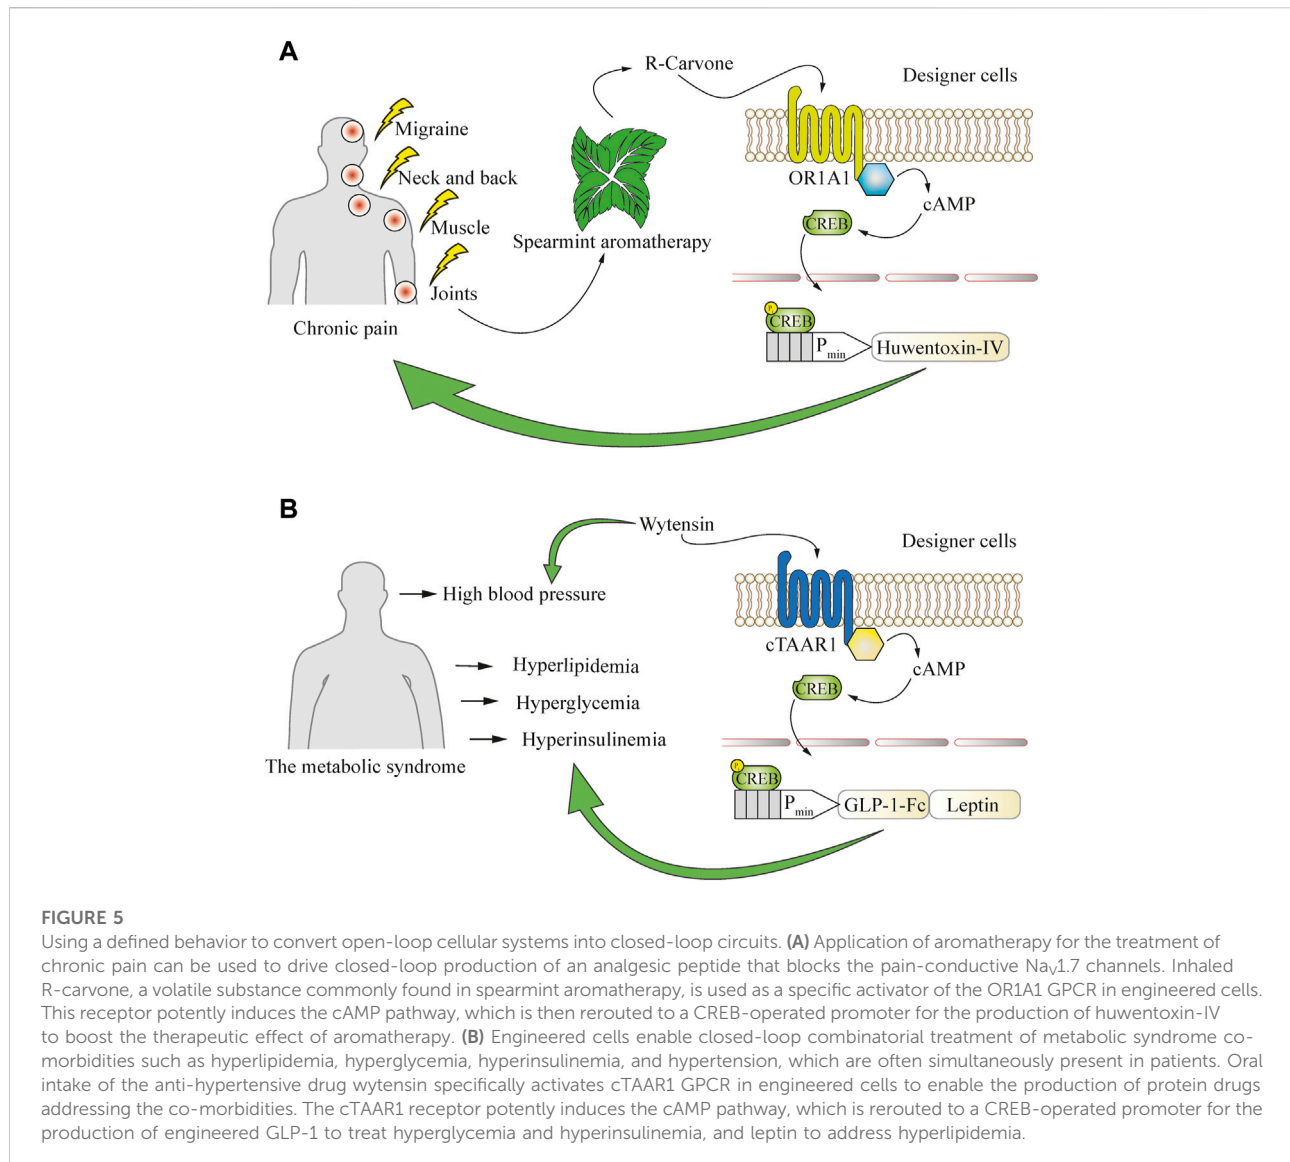 A
R-Carvone
Designer cells
Migraine
Neck and back
Muscle
Joints
Chronic pain
Spearmint aromatherapy
OR1A1
cAMP
CREB
P
CREB
Pmin
Huwentoxin-IV
B
Wytensin
Designer cells
High blood pressure
Hyperlipidemia
Hyperglycemia
Hyperinsulinemia
The metabolic syndrome
cTAAR1
cAMP
CREB
P
CREB
Pmin
GLP-1-Fc
Leptin
FIGURE 5
Using a defined behavior to convert open-loop cellular systems into closed-loop circuits. (A) Application of aromatherapy for the treatment of
chronic pain can be used to drive closed-loop production of an analgesic peptide that blocks the pain-conductive Nav1.7 channels. Inhaled
R-carvone, a volatile substance commonly found in spearmint aromatherapy, is used as a specific activator of the OR1A1 GPCR in engineered cells.
This receptor potently induces the cAMP pathway, which is then rerouted to a CREB-operated promoter for the production of huwentoxin-IV
to boost the therapeutic effect of aromatherapy. (B) Engineered cells enable closed-loop combinatorial treatment of metabolic syndrome co-
morbidities such as hyperlipidemia, hyperglycemia, hyperinsulinemia, and hypertension, which are often simultaneously present in patients. Oral
intake of the anti-hypertensive drug wytensin specifically activates cTAAR1 GPCR in engineered cells to enable the production of protein drugs
addressing the co-morbidities. The cTAAR1 receptor potently induces the cAMP pathway, which is rerouted to a CREB-operated promoter for the
production of engineered GLP-1 to treat hyperglycemia and hyperinsulinemia, and leptin to address hyperlipidemia.